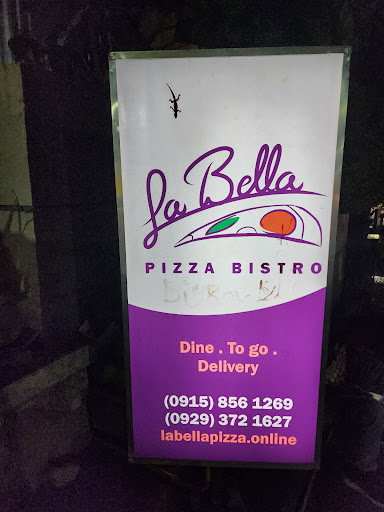 La Bella
PIZZA BISTRO
Dine . To go .
Delivery
(0915) 856 1269
(0929) 372 1627
labellapizza.online